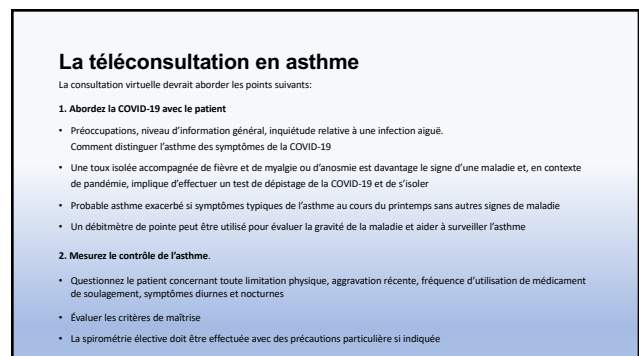 La téléconsultation en asthme
La consultation virtuelle devrait aborder les points suivants:
1. Abordez la COVID-19 avec le patient
• Préoccupations, niveau d’information général, inquiétude relative à une infection aiguë.
Comment distinguer l’asthme des symptômes de la COVID-19
• Une toux isolée accompagnée de fièvre et de myalgie ou d’anosmie est davantage le signe d’une maladie et, en contexte
de pandémie, implique d’effectuer un test de dépistage de la COVID-19 et de s’isoler
• Probable asthme exacerbé si symptômes typiques de l’asthme au cours du printemps sans autres signes de maladie
• Un débitmètre de pointe peut être utilisé pour évaluer la gravité de la maladie et aider à surveiller l’asthme
2. Mesurez le contrôle de l’asthme.
• Questionnez le patient concernant toute limitation physique, aggravation récente, fréquence d’utilisation de médicament
de soulagement, symptômes diurnes et nocturnes
• Évaluer les critères de maîtrise
• La spirométrie élective doit être effectuée avec des précautions particulière si indiquée